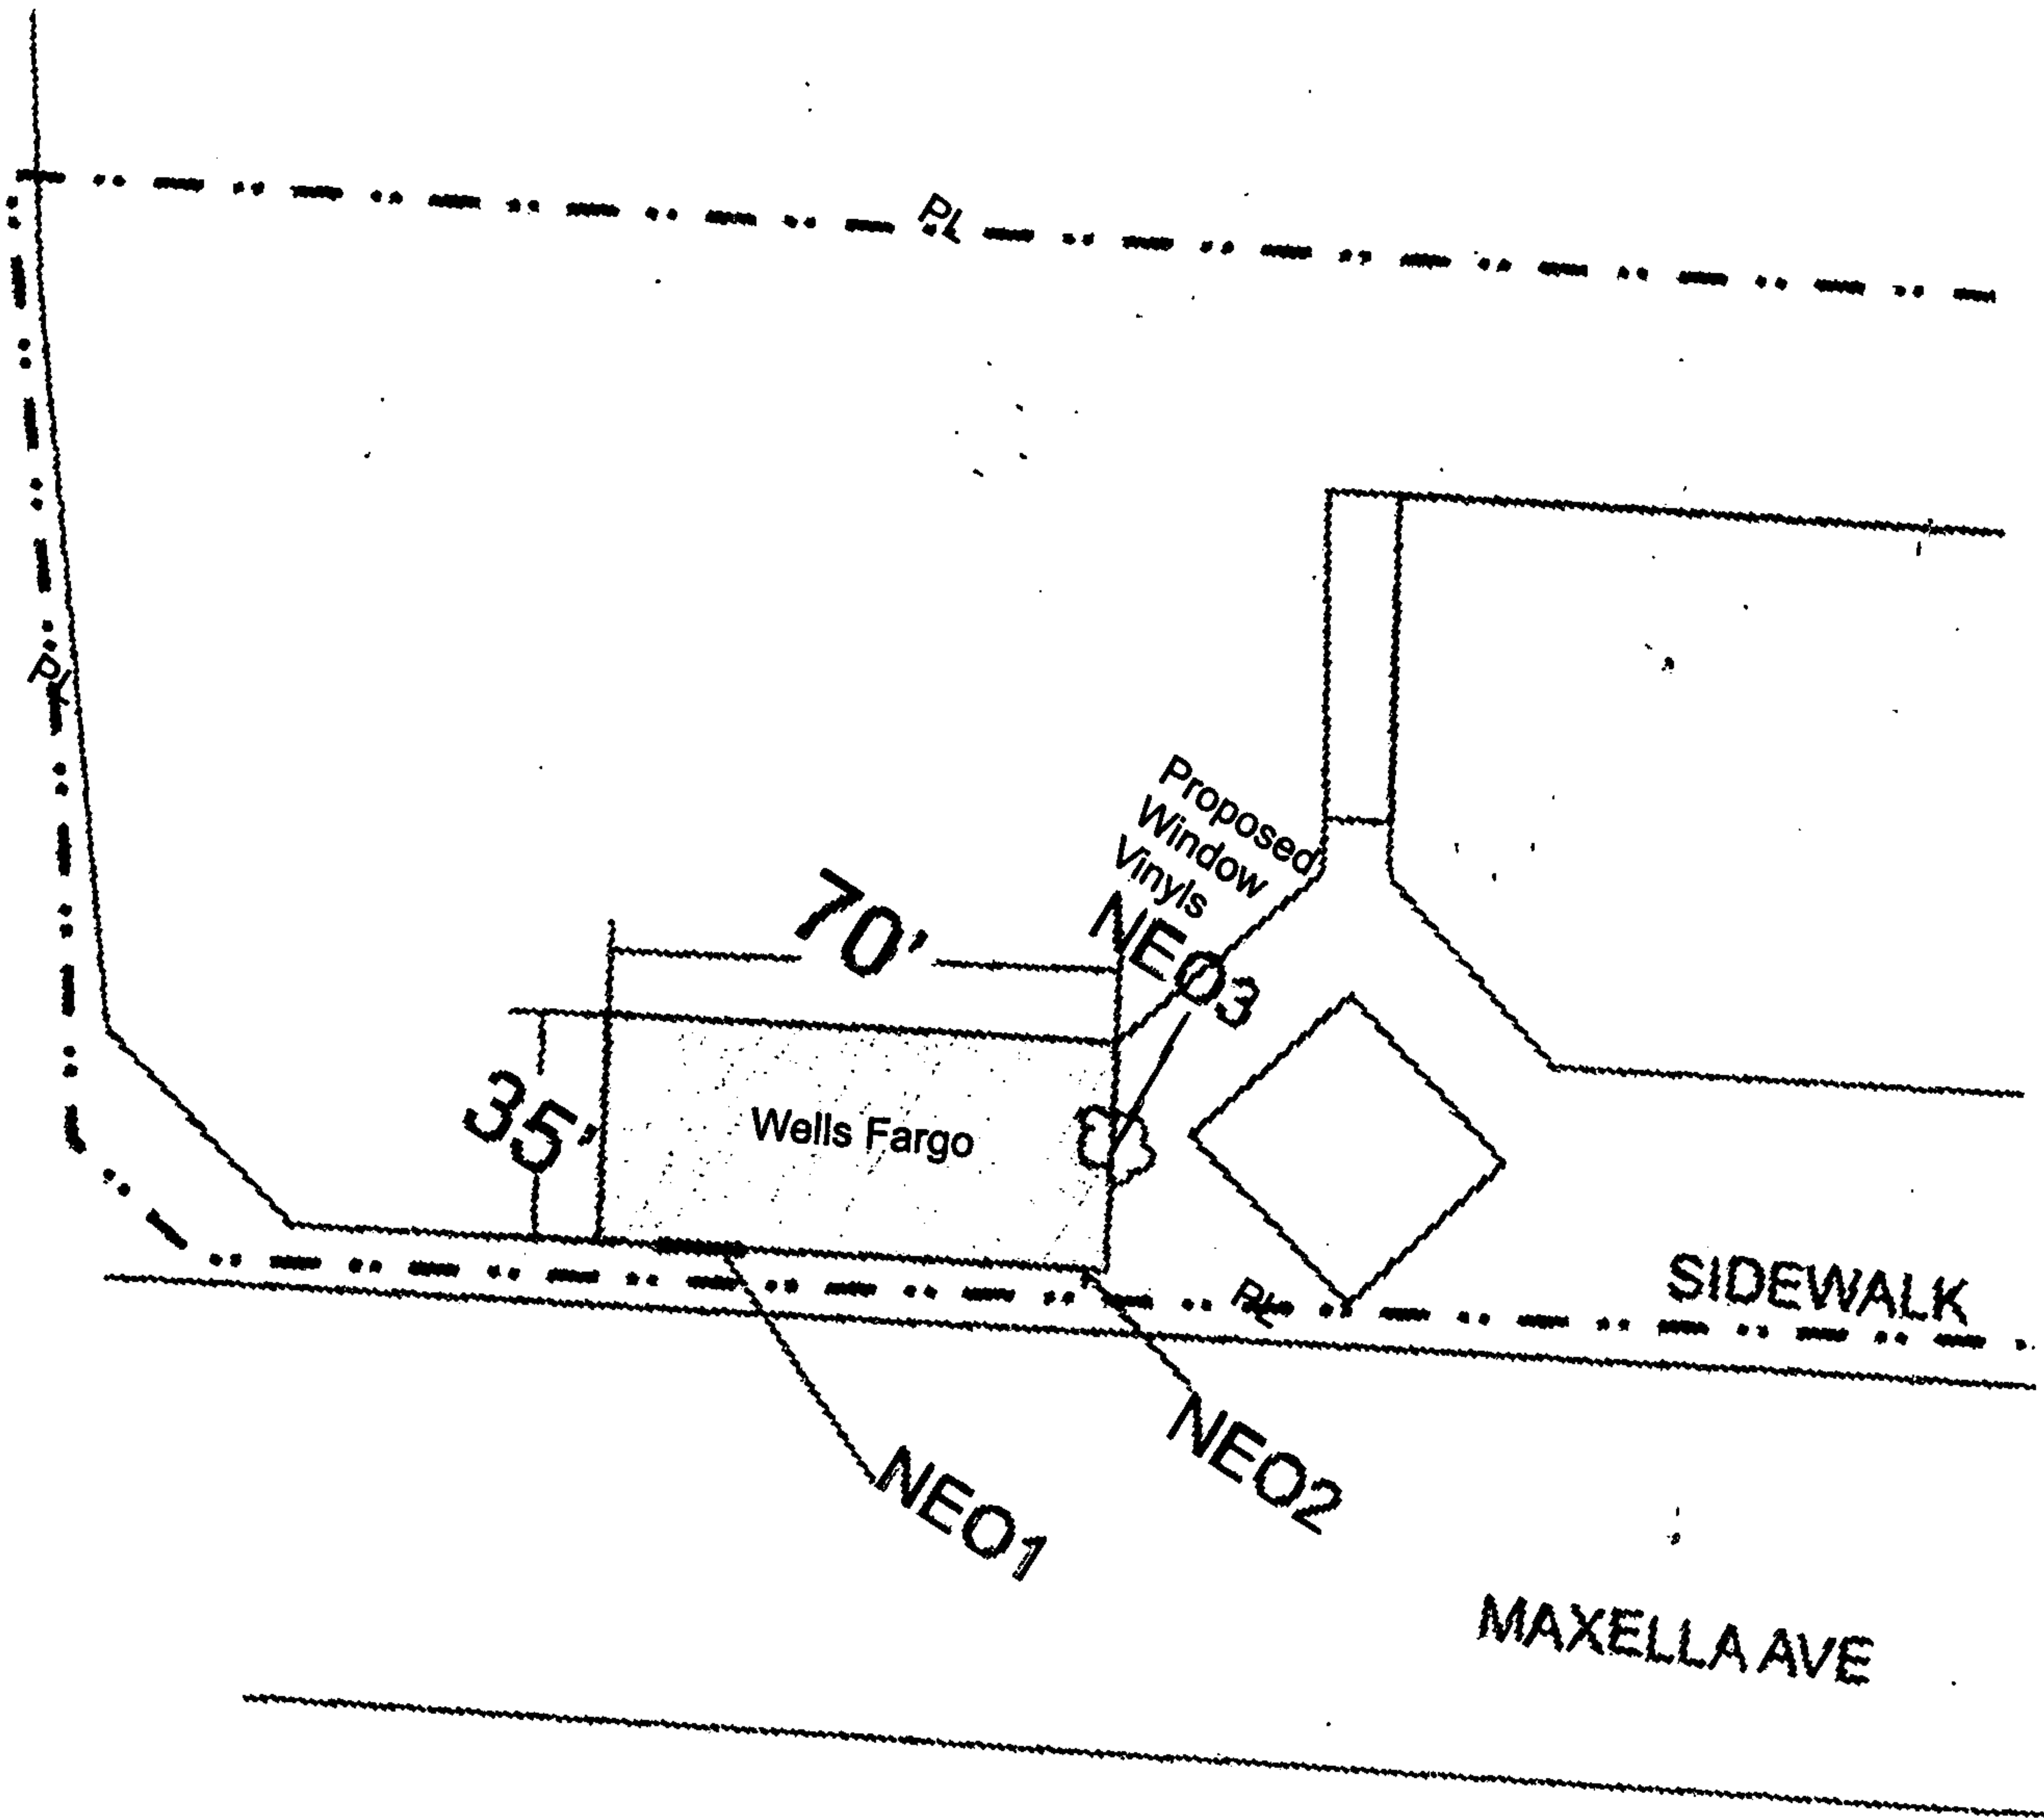 PL
PL
Proposed
Window
Vinyls
NEO3
70'
35'
Wells Fargo
PL
SIDEWALK
NEO2
NEO1
MAXELLA AVE